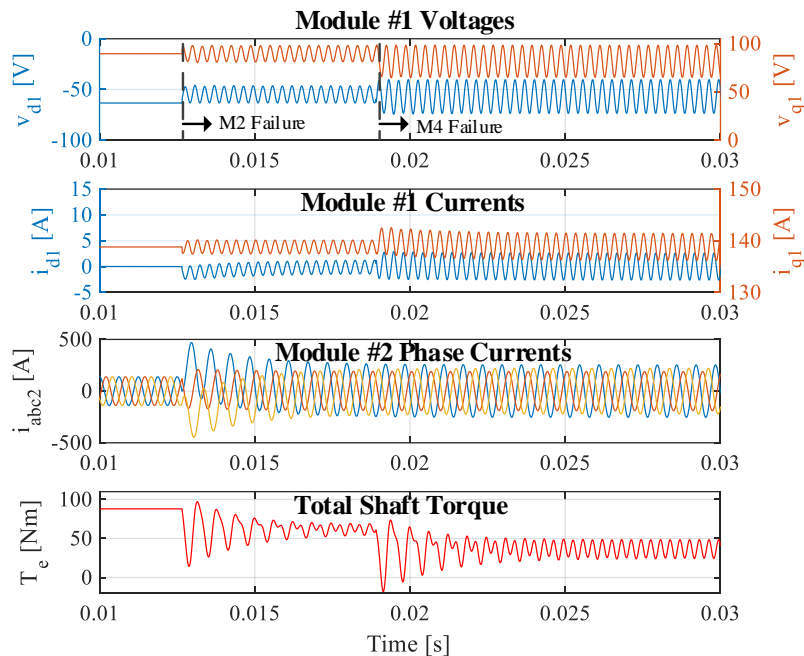 Module #1 Voltages
0
-50
-100
v_d1 [V]
100
50
0
v_q1 [V]
M2 Failure
M4 Failure
0.01 0.015 0.02 0.025 0.03
Module #1 Currents
15
10
5
0
-5
i_d1 [A]
150
140
130
i_q1 [A]
0.01 0.015 0.02 0.025 0.03
Module #2 Phase Currents
500
0
-500
i_abc2 [A]
0.01 0.015 0.02 0.025 0.03
Total Shaft Torque
100
50
0
T_e [Nm]
0.01 0.015 0.02 0.025 0.03
Time [s]